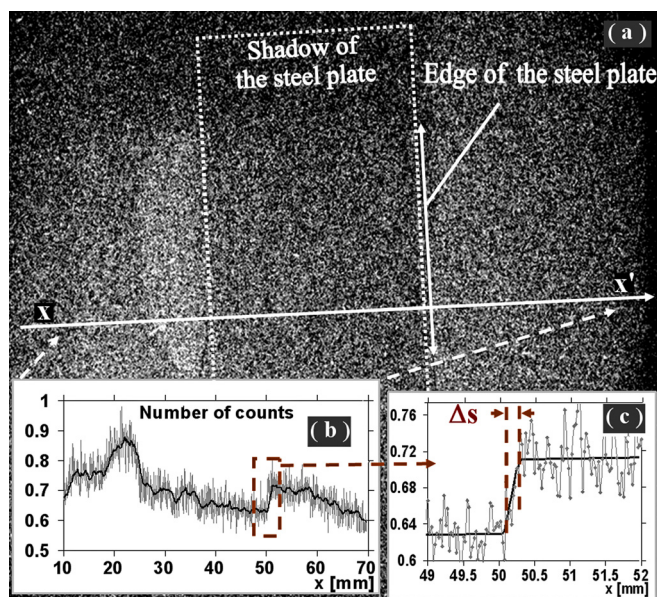 ( a )
Shadow of
the steel plate
Edge of the steel plate
x
x'
Number of counts
( b )
1
0.9
0.8
0.7
0.6
0.5
10 20 30 40 50 60 70
x [mm]
Δs
( c )
0.76
0.72
0.68
0.64
0.6
49 49.5 50 50.5 51 51.5 52
x [mm]